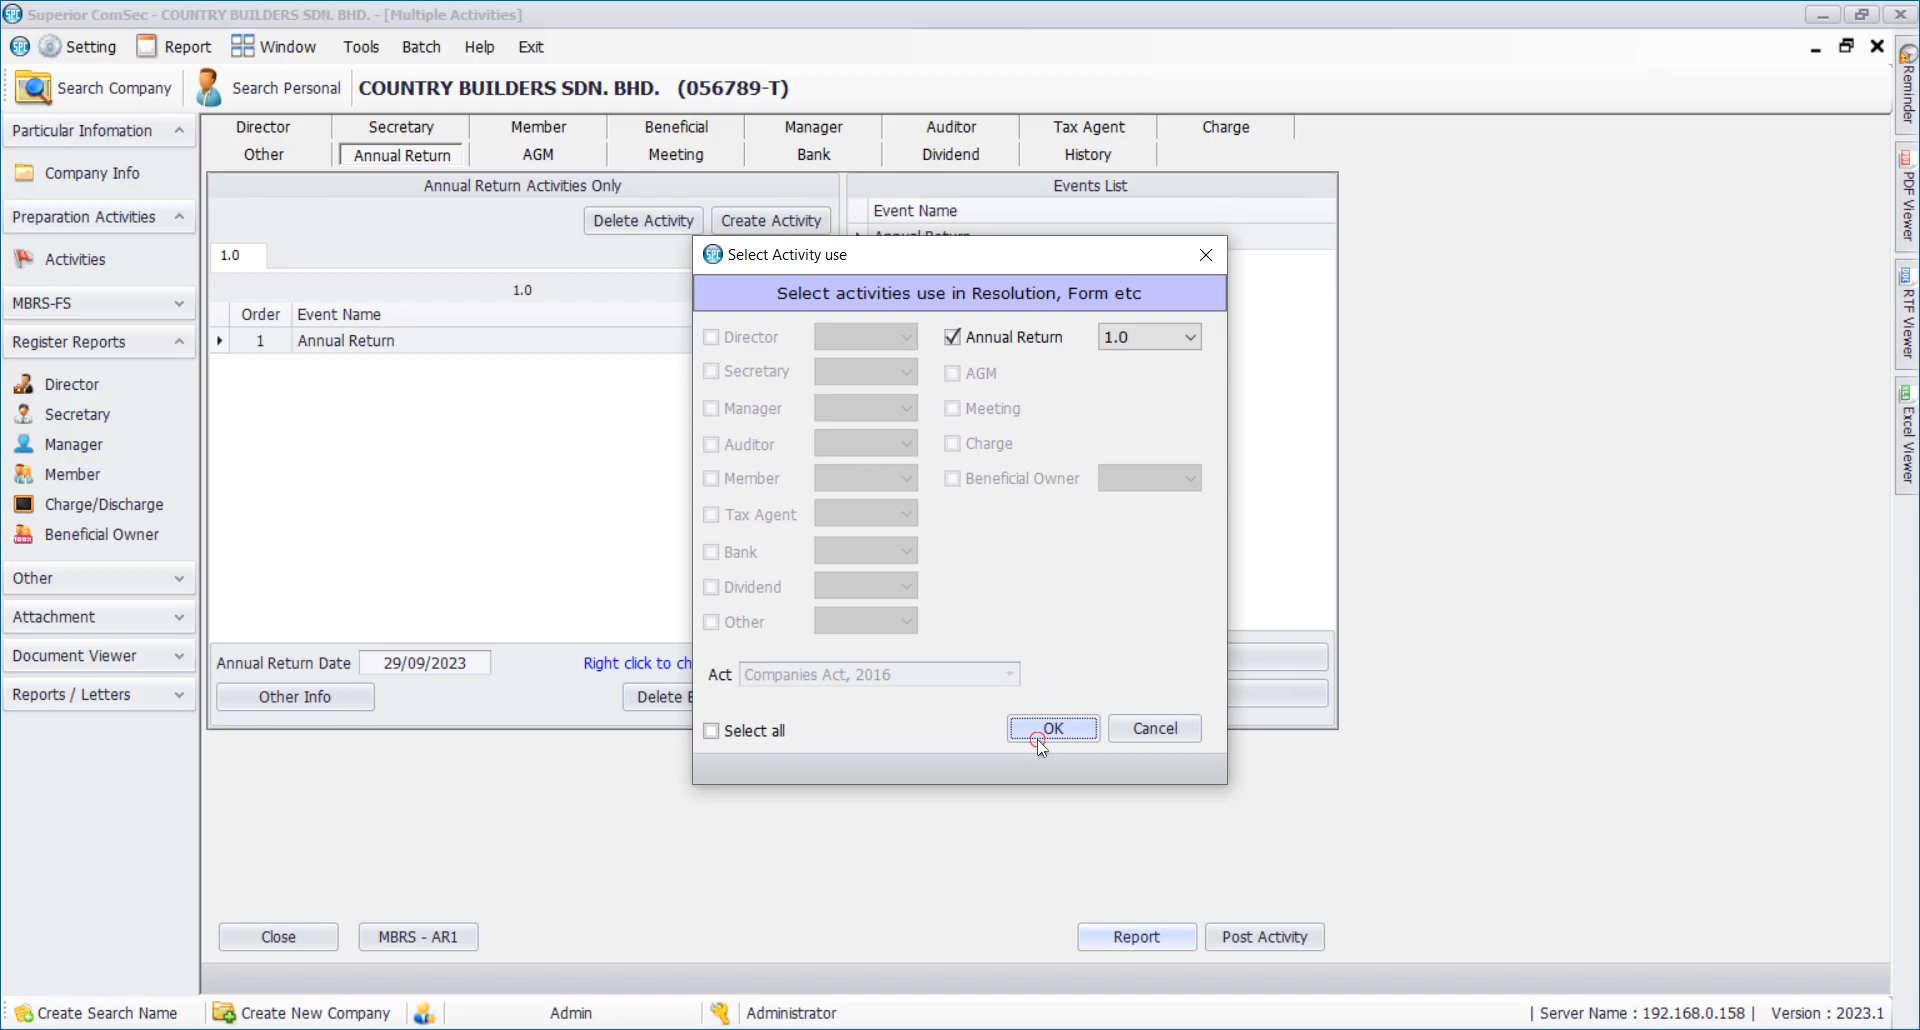 Superior ComSec - COUNTRY BUILDERS SDN. BHD. - [Multiple Activities]
SPC Setting Report Window Tools Batch Help Exit
Search Company Search Personal COUNTRY BUILDERS SDN. BHD. (056789-T)
Particular Infomation
Company Info
Preparation Activities
Activities
MBRS-FS
Register Reports
Director
Secretary
Manager
Member
Charge/Discharge
Beneficial Owner
Other
Attachment
Document Viewer
Reports / Letters
Director Secretary Member Beneficial Manager Auditor Tax Agent Charge
Other Annual Return AGM Meeting Bank Dividend History
Annual Return Activities Only
Delete Activity Create Activity
1.0
1.0
Order Event Name
1 Annual Return
Annual Return Date 29/09/2023 Right click to ch
Other Info Delete E
Events List
Event Name
Annual Return
SPC Select Activity use
Select activities use in Resolution, Form etc
Director Annual Return 1.0
Secretary AGM
Manager Meeting
Auditor Charge
Member Beneficial Owner
Tax Agent
Bank
Dividend
Other
Act Companies Act, 2016
Select all OK Cancel
Close MBRS - AR1 Report Post Activity
Reminder
PDF Viewer
RTF Viewer
Excel Viewer
Create Search Name Create New Company Admin Administrator | Server Name : 192.168.0.158 | Version : 2023.1